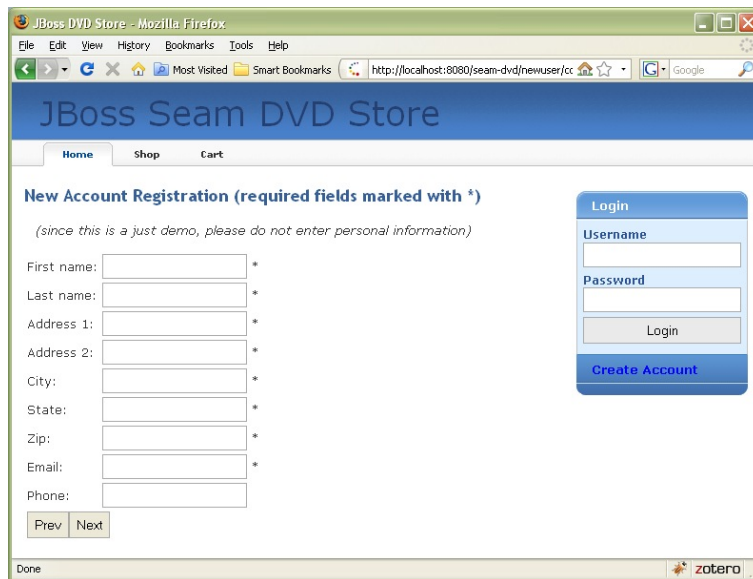 JBoss DVD Store - Mozilla Firefox
File Edit View History Bookmarks Tools Help
Most Visited Smart Bookmarks http://localhost:8080/seam-dvd/newuser/cc G Google
JBoss Seam DVD Store
Home Shop Cart
New Account Registration (required fields marked with *)
(since this is a just demo, please do not enter personal information)
First name: *
Last name: *
Address 1: *
Address 2: *
City: *
State: *
Zip: *
Email: *
Phone:
Prev Next
Login
Username
Password
Login
Create Account
Done zotero